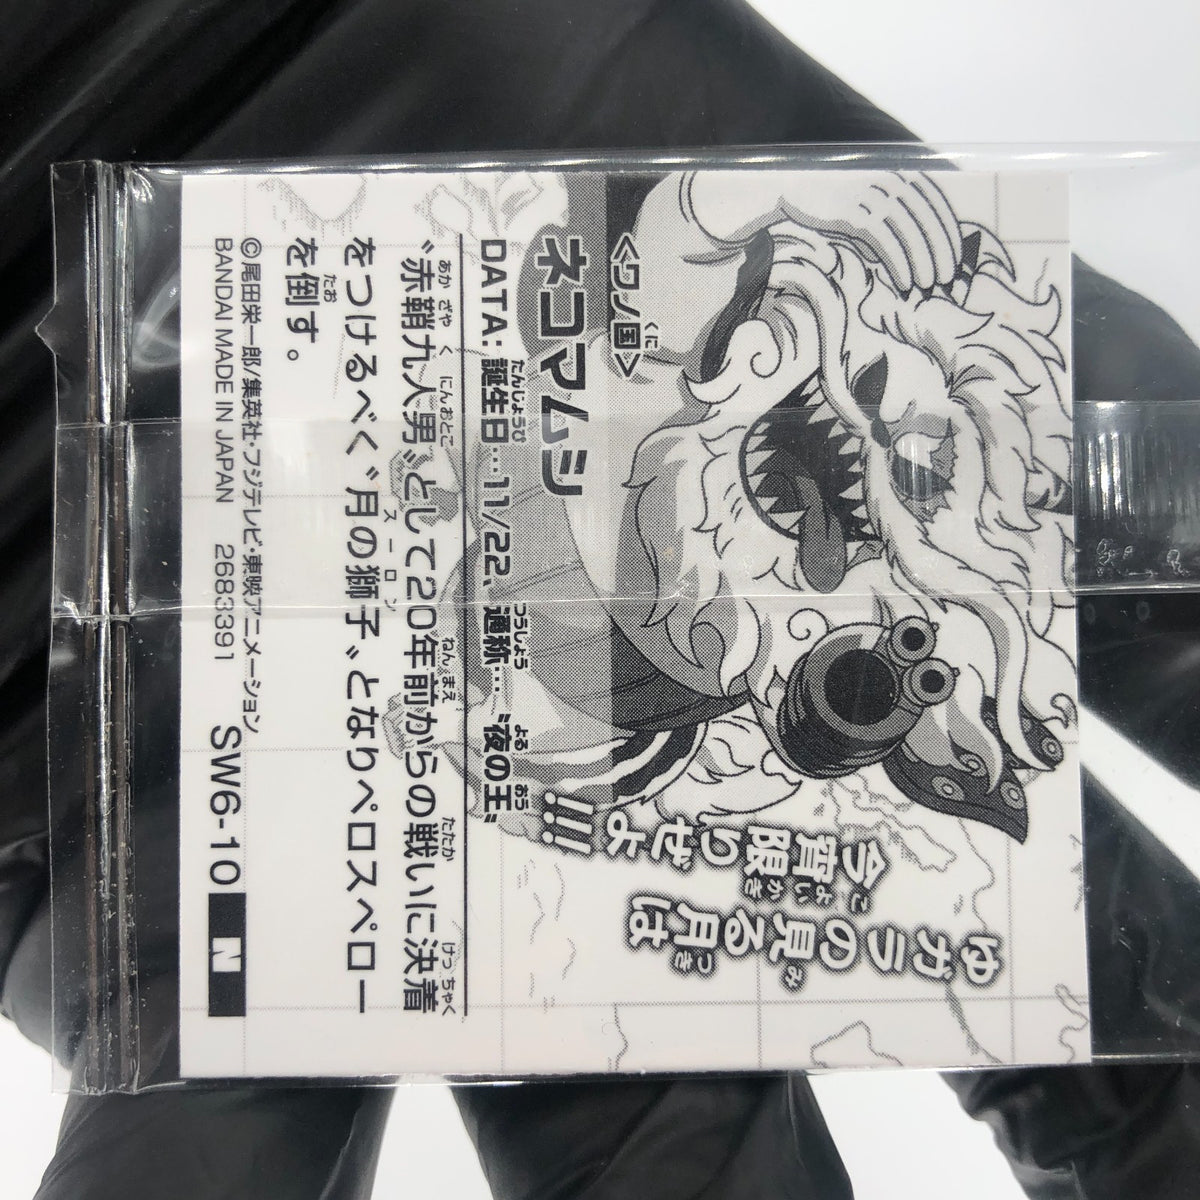 ゆガラの見る月は
今宵限りぜよ!!!
<ワノ国>
ネコマムシ
DATA: 誕生日…11/22、通称…〝夜の王〟
〝赤鞘九人男〟として20年前からの戦いに決着
をつけるべく〝月の獅子〟となりペロスペロー
を倒す。
©尾田栄一郎/集英社・フジテレビ・東映アニメーション
BANDAI MADE IN JAPAN 2683391 SW6-10 N